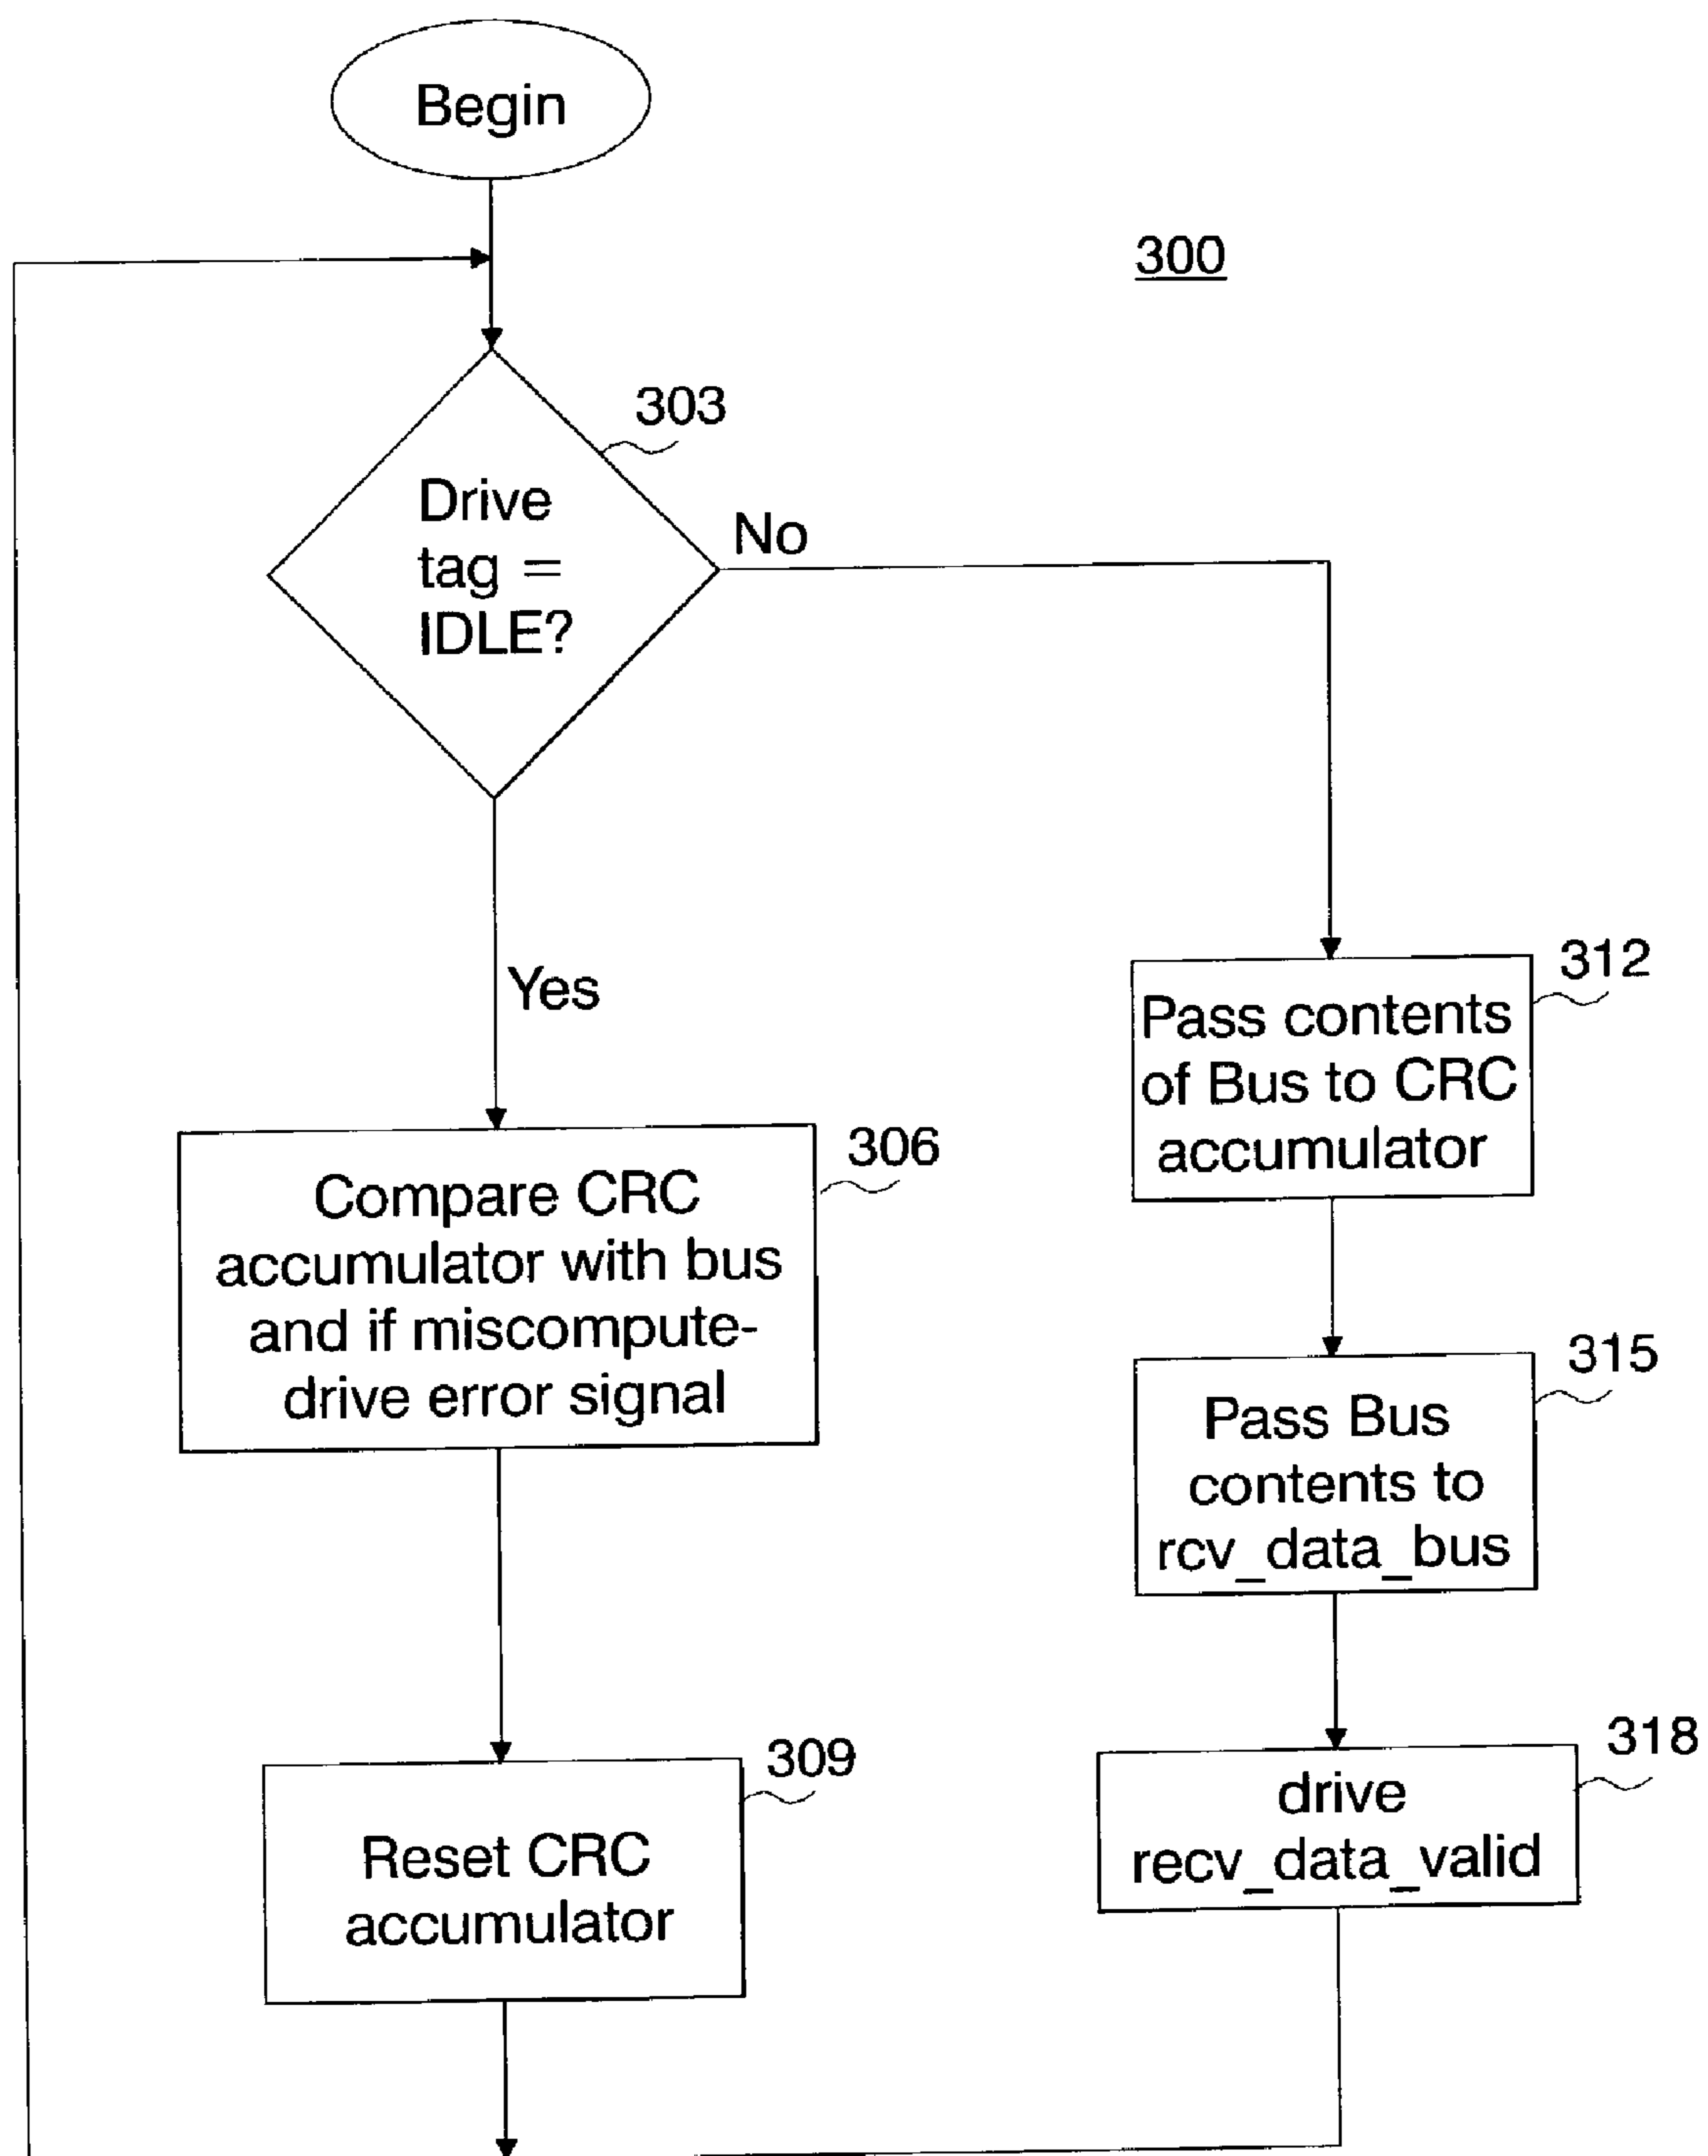 Begin
300
303
Drive
tag =
IDLE?
No
Yes
312
Pass contents
of Bus to CRC
accumulator
306
Compare CRC
accumulator with bus
and if miscompute-
drive error signal
315
Pass Bus
contents to
rcv_data_bus
309
Reset CRC
accumulator
318
drive
recv_data_valid